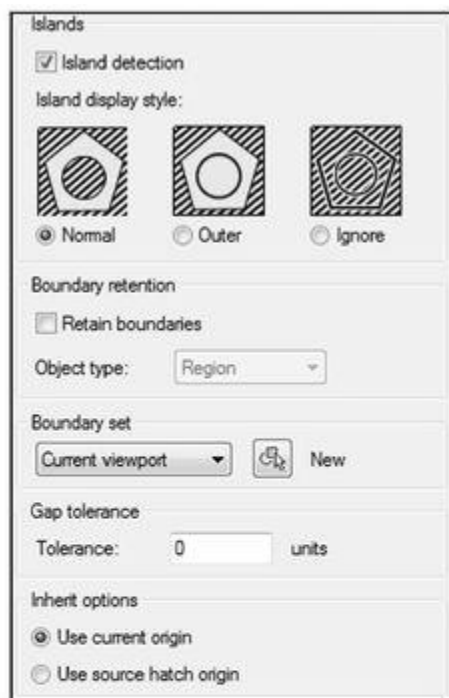 Islands
Island detection
Island display style:
Normal Outer Ignore
Boundary retention
Retain boundaries
Object type: Region
Boundary set
Current viewport New
Gap tolerance
Tolerance: 0 units
Inherit options
Use current origin
Use source hatch origin